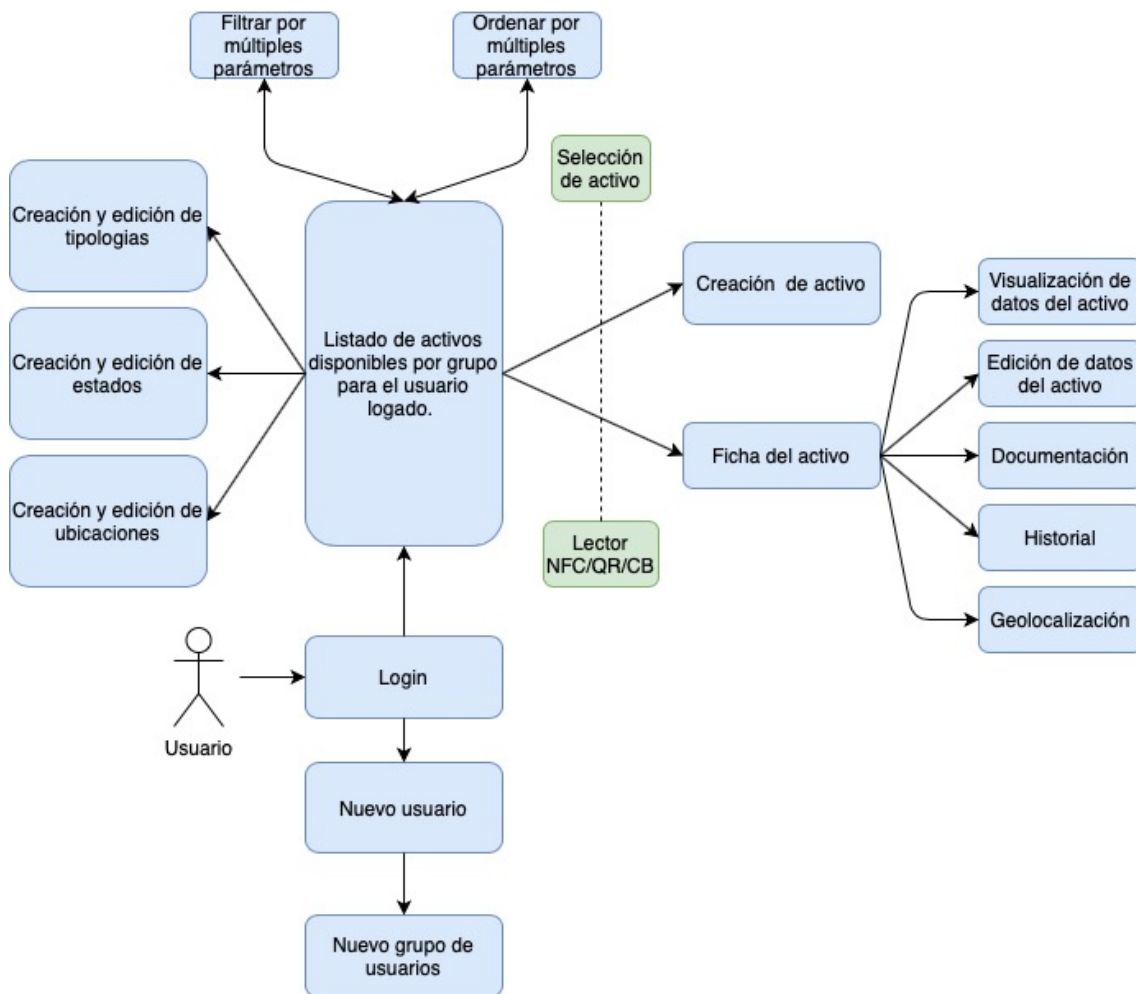 Filtrar por
múltiples
parámetros
Ordenar por
múltiples
parámetros
Selección
de activo
Creación y edición de
tipologias
Creación y edición de
estados
Creación y edición de
ubicaciones
Listado de activos
disponibles por grupo
para el usuario
logado.
Creación de activo
Ficha del activo
Visualización de
datos del activo
Edición de datos
del activo
Documentación
Historial
Geolocalización
Lector
NFC/QR/CB
Usuario
Login
Nuevo usuario
Nuevo grupo de
usuarios